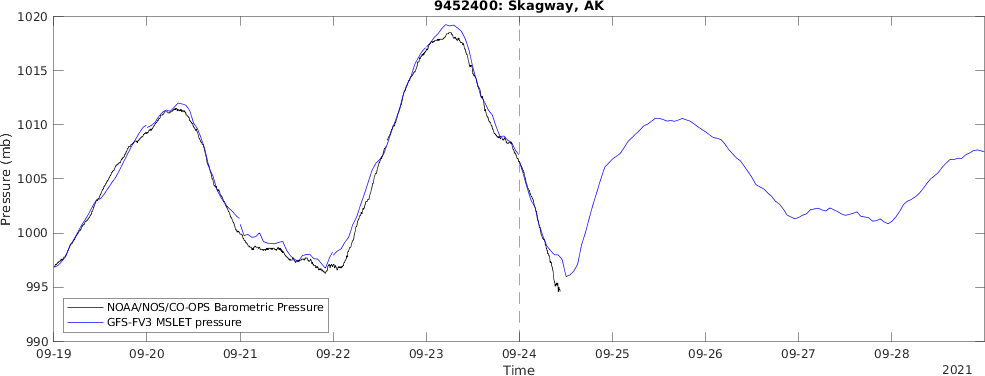 9452400: Skagway, AK
Pressure (mb)
1020
1015
1010
1005
1000
995
990
NOAA/NOS/CO-OPS Barometric Pressure
GFS-FV3 MSLET pressure
09-19 09-20 09-21 09-22 09-23 09-24 09-25 09-26 09-27 09-28
Time
2021